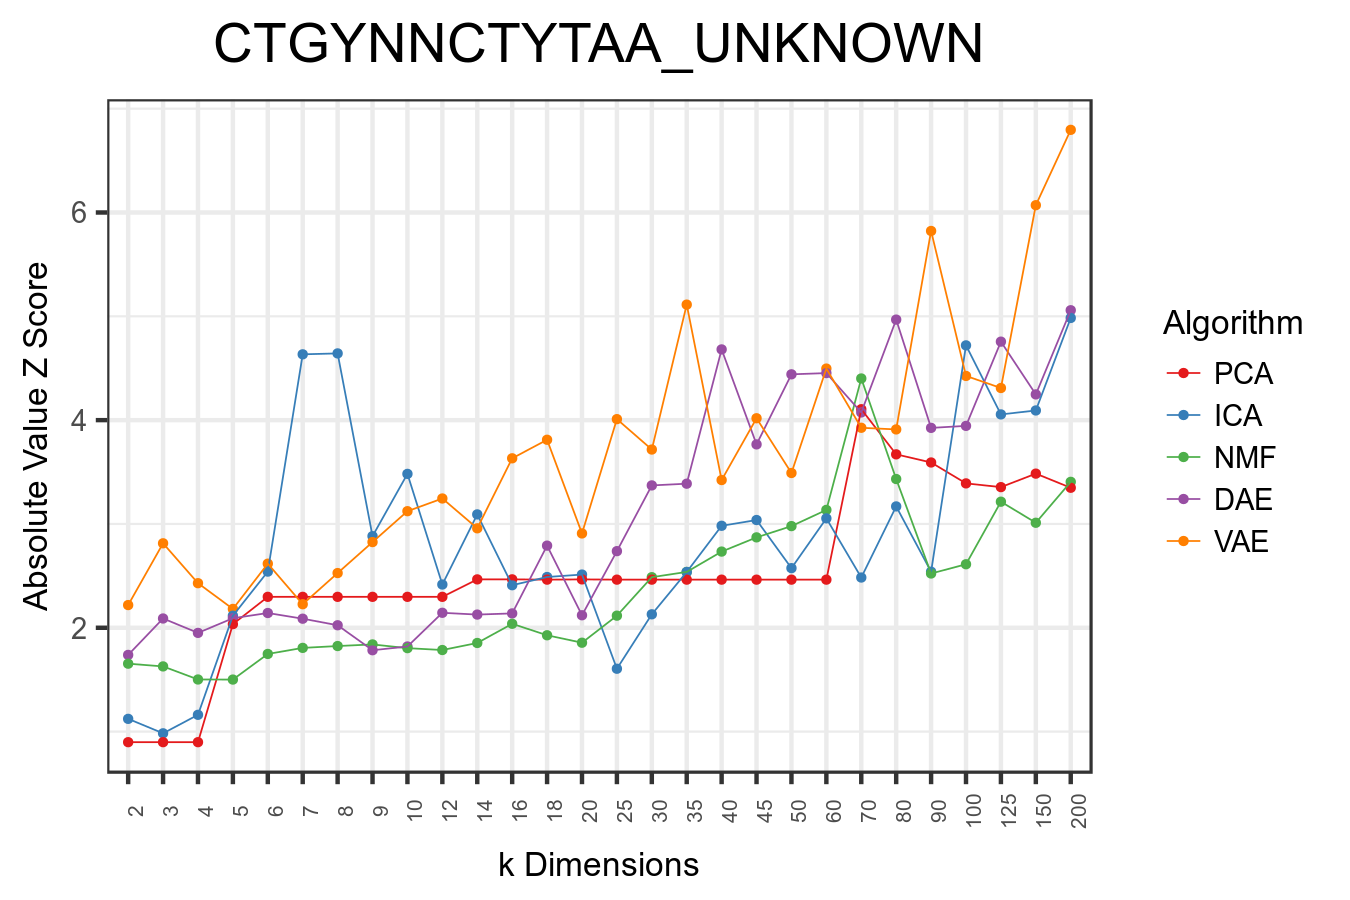 CTGYNNCTYTAA_UNKNOWN
Absolute Value Z Score
6
4
2
2 3 4 5 6 7 8 9 10 12 14 16 18 20 25 30 35 40 45 50 60 70 80 90 100 125 150 200
k Dimensions
Algorithm
PCA
ICA
NMF
DAE
VAE